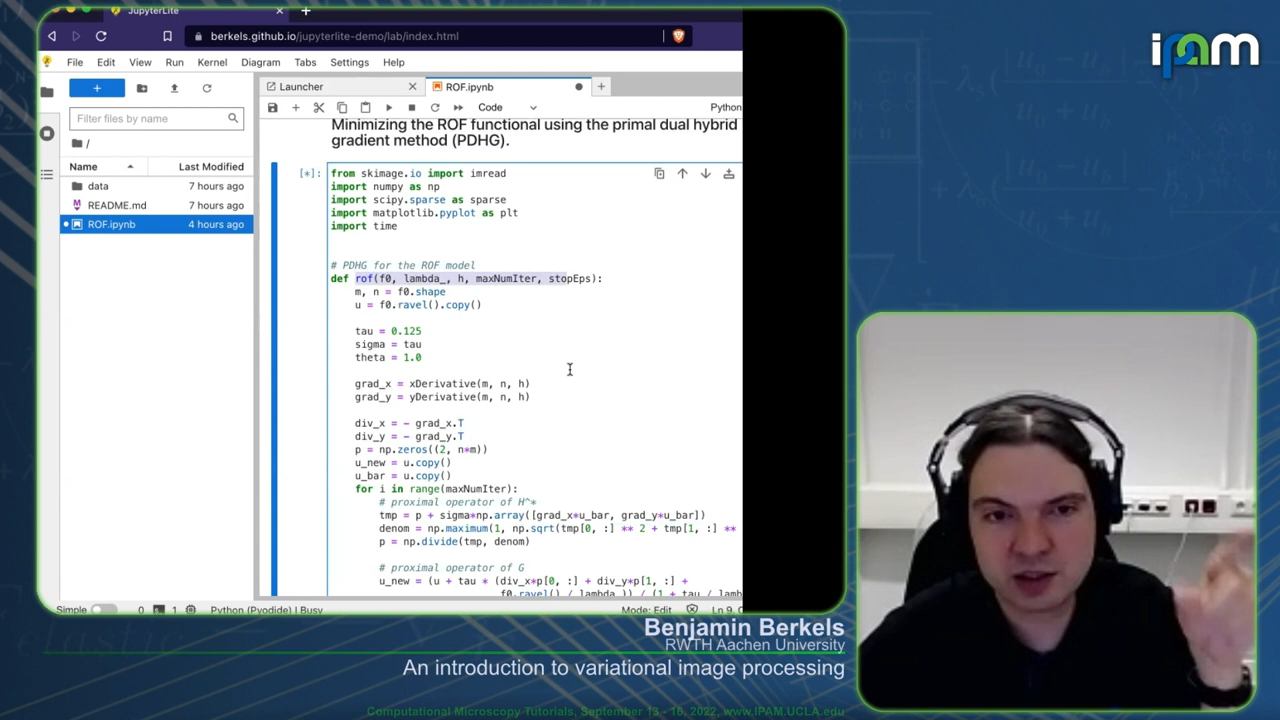 JupyterLite
berkels.github.io/jupyterlite-demo/lab/index.html
File Edit View Run Kernel Diagram Tabs Settings Help
Launcher
ROF.ipynb
Code
Python
Filter files by name
/
Name Last Modified
data 7 hours ago
README.md 7 hours ago
ROF.ipynb 4 hours ago
Minimizing the ROF functional using the primal dual hybrid
gradient method (PDHG).
[*]:
from skimage.io import imread
import numpy as np
import scipy.sparse as sparse
import matplotlib.pyplot as plt
import time
# PDHG for the ROF model
def rof(f0, lambda_, h, maxNumIter, stopEps):
m, n = f0.shape
u = f0.ravel().copy()
tau = 0.125
sigma = tau
theta = 1.0
grad_x = xDerivative(m, n, h)
grad_y = yDerivative(m, n, h)
div_x = - grad_x.T
div_y = - grad_y.T
p = np.zeros((2, n*m))
u_new = u.copy()
u_bar = u.copy()
for i in range(maxNumIter):
# proximal operator of H^*
tmp = p + sigma*np.array([grad_x*u_bar, grad_y*u_bar])
denom = np.maximum(1, np.sqrt(tmp[0, :] ** 2 + tmp[1, :] **
p = np.divide(tmp, denom)
# proximal operator of G
u_new = (u + tau * (div_x*p[0, :] + div_y*p[1, :] +
f0.ravel() / lambda_)) / (1 + tau / lamb
Simple 0 1 Python (Pyodide) | Busy Mode: Edit Ln 9, C
ipam
Benjamin Berkels
RWTH Aachen University
An introduction to variational image processing
Computational Microscopy Tutorials, September 13 - 16, 2022, www.IPAM.UCLA.edu